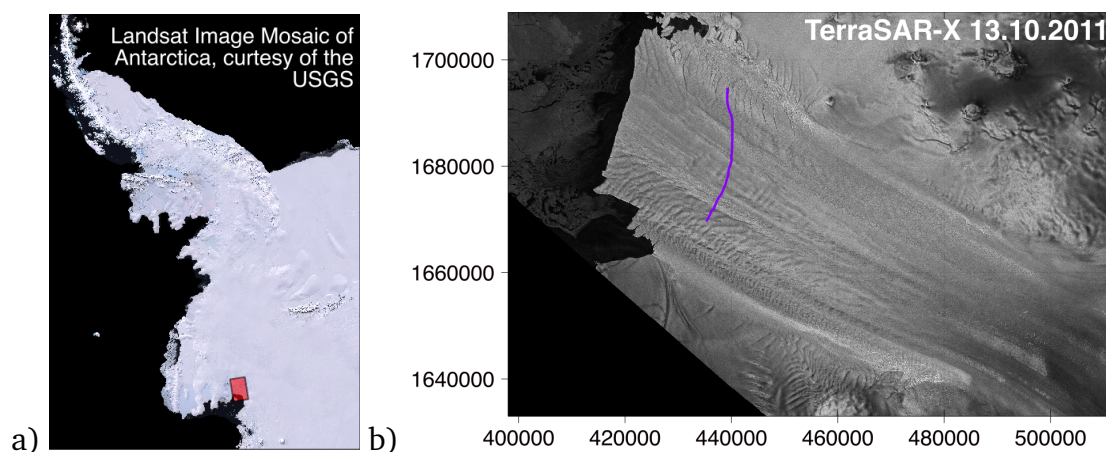 Landsat Image Mosaic of
Antarctica, curtesy of the
USGS
a)
TerraSAR-X 13.10.2011
1700000
1680000
1660000
1640000
400000 420000 440000 460000 480000 500000
b)